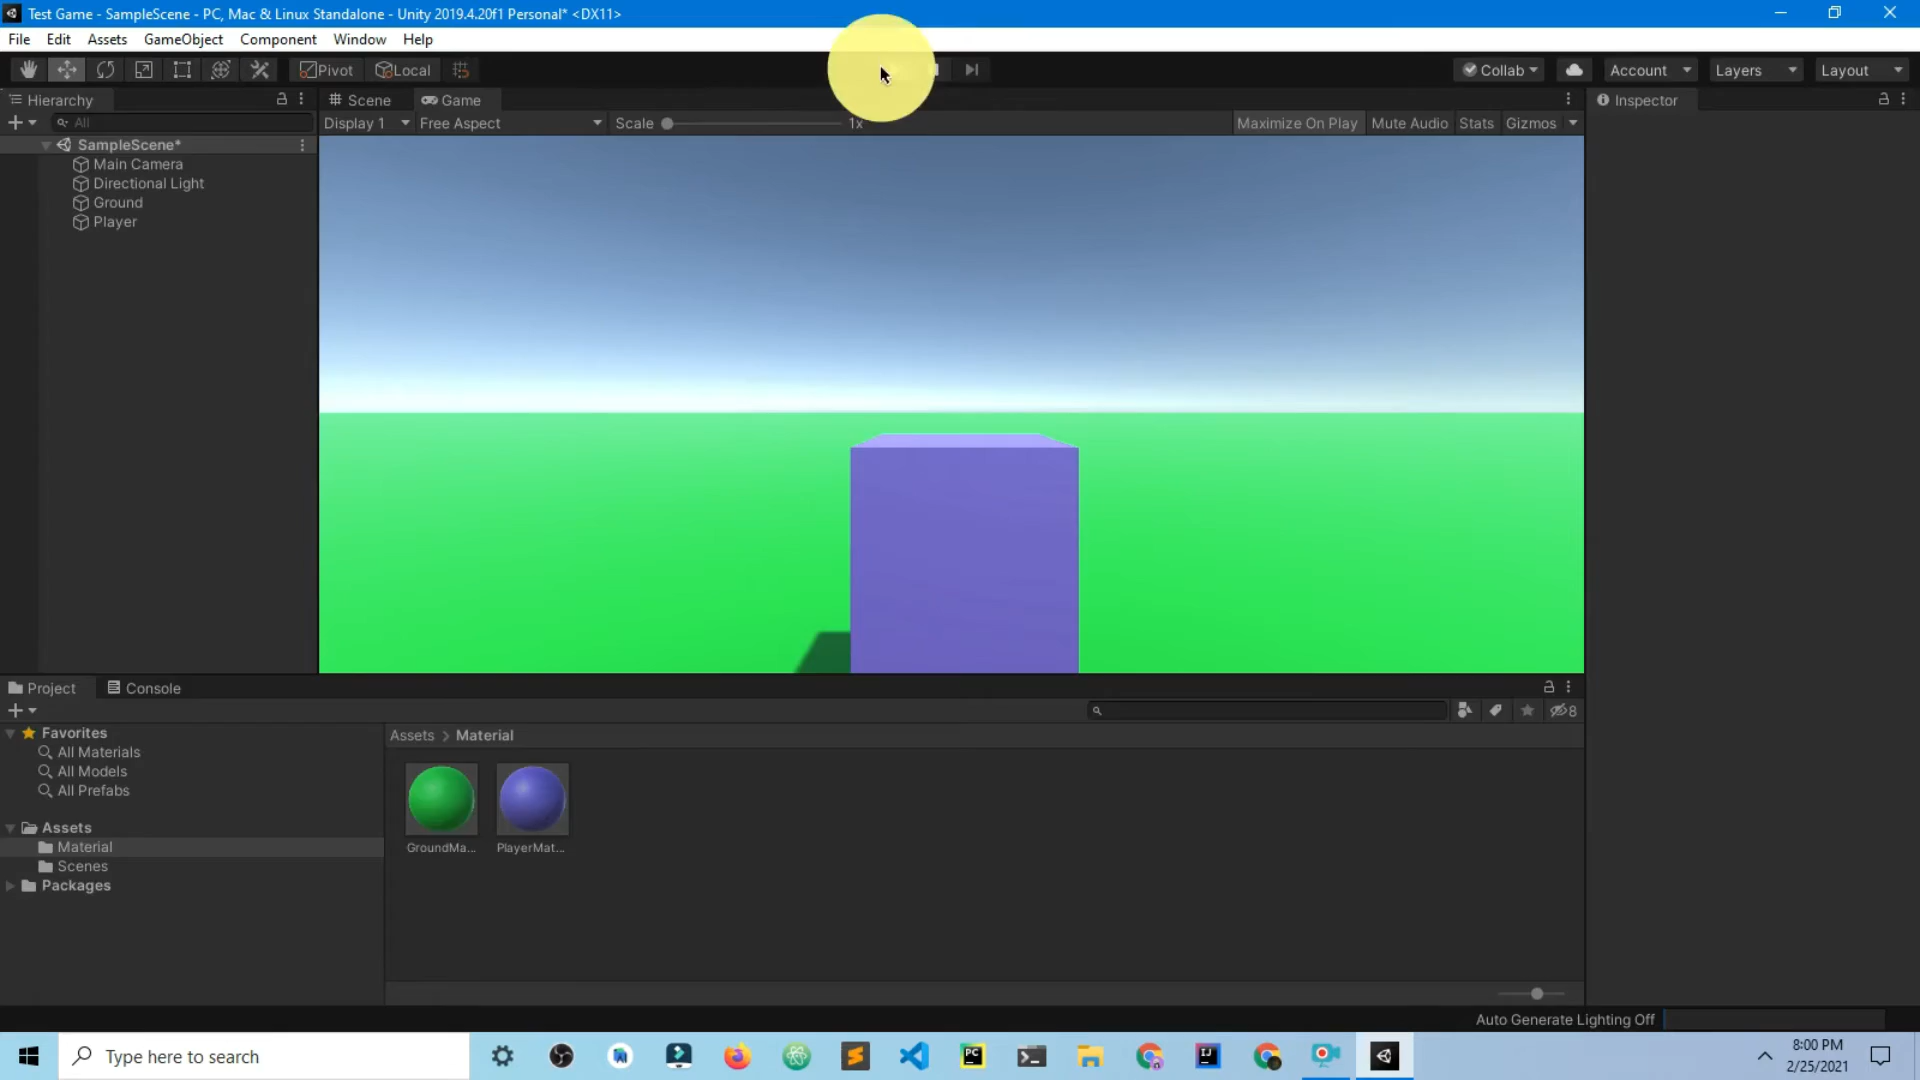 Test Game - SampleScene - PC, Mac & Linux Standalone - Unity 2019.4.20f1 Personal* <DX11>
File Edit Assets GameObject Component Window Help
Pivot Local Collab Account Layers Layout
Hierarchy Scene Game Inspector
All Display 1 Free Aspect Scale 1x Maximize On Play Mute Audio Stats Gizmos
SampleScene*
Main Camera
Directional Light
Ground
Player
Project Console
8
Favorites
All Materials
All Models
All Prefabs
Assets
Material
Scenes
Packages
Assets > Material
GroundMa... PlayerMat...
Auto Generate Lighting Off
Type here to search
PC
IJ
8:00 PM
2/25/2021